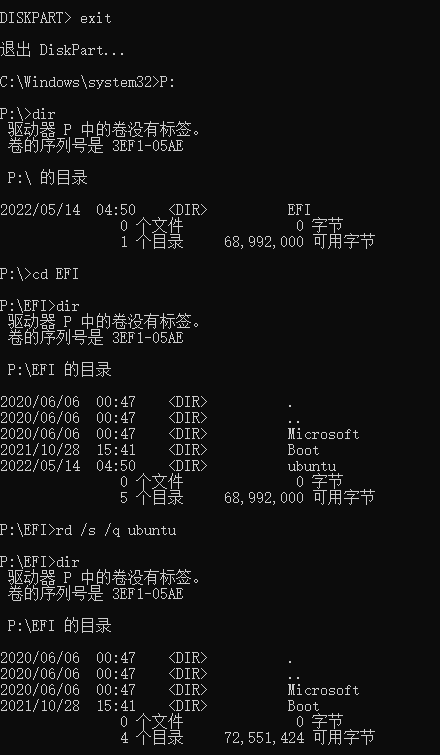 DISKPART> exit
退出 DiskPart...
C:\Windows\system32>P:
P:\>dir
驱动器 P 中的卷没有标签。
卷的序列号是 3EF1-05AE
P:\ 的目录
2022/05/14  04:50    <DIR>          EFI
0 个文件              0 字节
1 个目录     68,992,000 可用字节
P:\>cd EFI
P:\EFI>dir
驱动器 P 中的卷没有标签。
卷的序列号是 3EF1-05AE
P:\EFI 的目录
2020/06/06  00:47    <DIR>          .
2020/06/06  00:47    <DIR>          ..
2020/06/06  00:47    <DIR>          Microsoft
2021/10/28  15:41    <DIR>          Boot
2022/05/14  04:50    <DIR>          ubuntu
0 个文件              0 字节
5 个目录     68,992,000 可用字节
P:\EFI>rd /s /q ubuntu
P:\EFI>dir
驱动器 P 中的卷没有标签。
卷的序列号是 3EF1-05AE
P:\EFI 的目录
2020/06/06  00:47    <DIR>          .
2020/06/06  00:47    <DIR>          ..
2020/06/06  00:47    <DIR>          Microsoft
2021/10/28  15:41    <DIR>          Boot
0 个文件              0 字节
4 个目录     72,551,424 可用字节